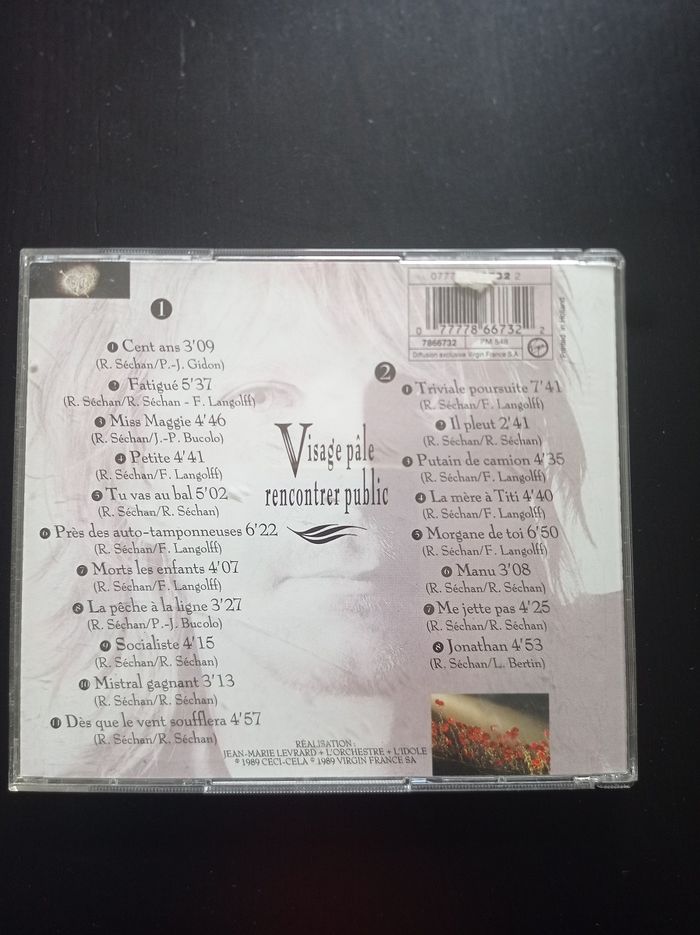 1
1 Cent ans 3'09
(R. Séchan/P.-J. Gidon)
2 Fatigué 5'37
(R. Séchan/R. Séchan - F. Langolff)
3 Miss Maggie 4'46
(R. Séchan/J.-P. Bucolo)
4 Petite 4'41
(R. Séchan/F. Langolff)
5 Tu vas au bal 5'02
(R. Séchan/R. Séchan)
6 Près des auto-tamponneuses 6'22
(R. Séchan/F. Langolff)
7 Morts les enfants 4'07
(R. Séchan/F. Langolff)
8 La pêche à la ligne 3'27
(R. Séchan/P.-J. Bucolo)
9 Socialiste 4'15
(R. Séchan/R. Séchan)
10 Mistral gagnant 3'13
(R. Séchan/R. Séchan)
11 Dès que le vent soufflera 4'57
(R. Séchan/R. Séchan)
Visage pâle
rencontrer public
0 77778 66732 2
7866732 PM 548
Diffusion exclusive Virgin France S.A
Virgin
Printed in Holland
2
1 Triviale poursuite 7'41
(R. Séchan/F. Langolff)
2 Il pleut 2'41
(R. Séchan/R. Séchan)
3 Putain de camion 4'35
(R. Séchan/F. Langolff)
4 La mère à Titi 4'40
(R. Séchan/F. Langolff)
5 Morgane de toi 6'50
(R. Séchan/F. Langolff)
6 Manu 3'08
(R. Séchan/R. Séchan)
7 Me jette pas 4'25
(R. Séchan/R. Séchan)
8 Jonathan 4'53
(R. Séchan/L. Bertin)
RÉALISATION :
JEAN-MARIE LEVRARD + L'ORCHESTRE + L'IDOLE
℗ 1989 CECI-CELA © 1989 VIRGIN FRANCE SA